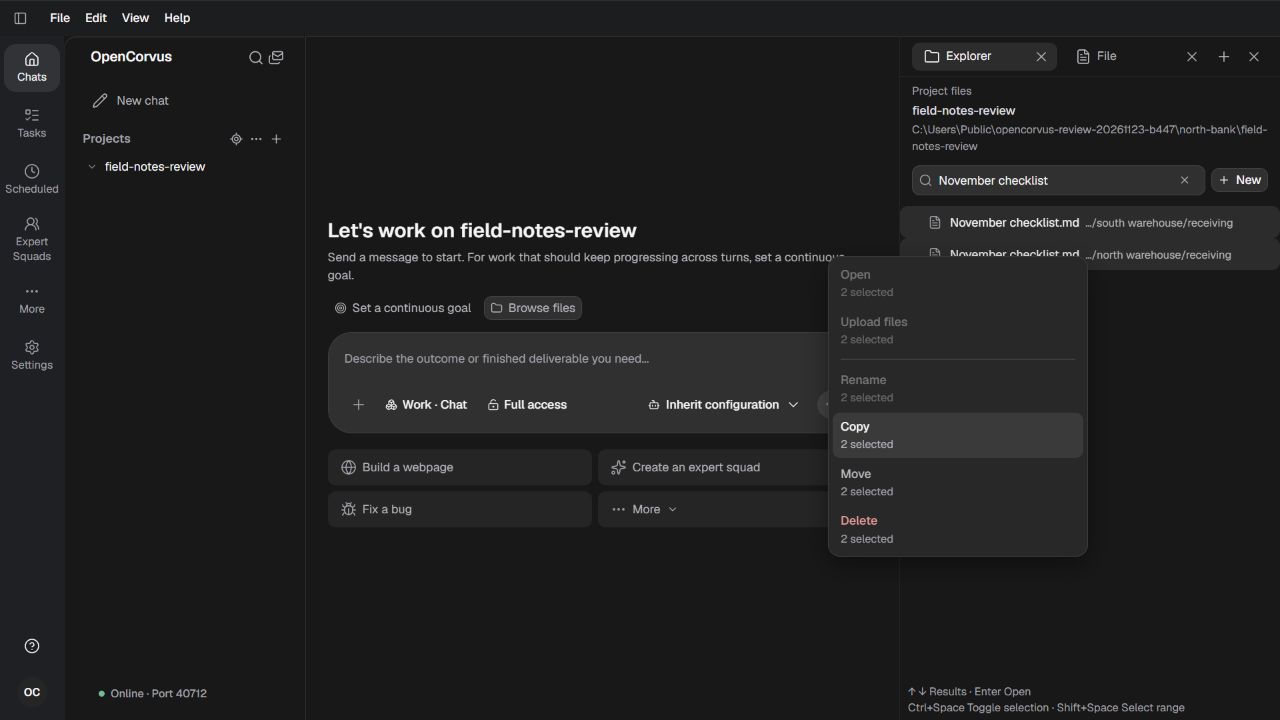 File Edit View Help
Chats
Tasks
Scheduled
Expert
Squads
More
Settings
OC
OpenCorvus
New chat
Projects
field-notes-review
Online · Port 40712
Let's work on field-notes-review
Send a message to start. For work that should keep progressing across turns, set a continuous
goal.
Set a continuous goal
Browse files
Describe the outcome or finished deliverable you need...
Work · Chat
Full access
Inherit configuration
Build a webpage
Create an expert squad
Fix a bug
More
Explorer
File
Project files
field-notes-review
C:\Users\Public\opencorvus-review-20261123-b447\north-bank\field-
notes-review
November checklist
New
November checklist.md …/south warehouse/receiving
November checklist.md …/north warehouse/receiving
Open
2 selected
Upload files
2 selected
Rename
2 selected
Copy
2 selected
Move
2 selected
Delete
2 selected
↑↓ Results · Enter Open
Ctrl+Space Toggle selection · Shift+Space Select range